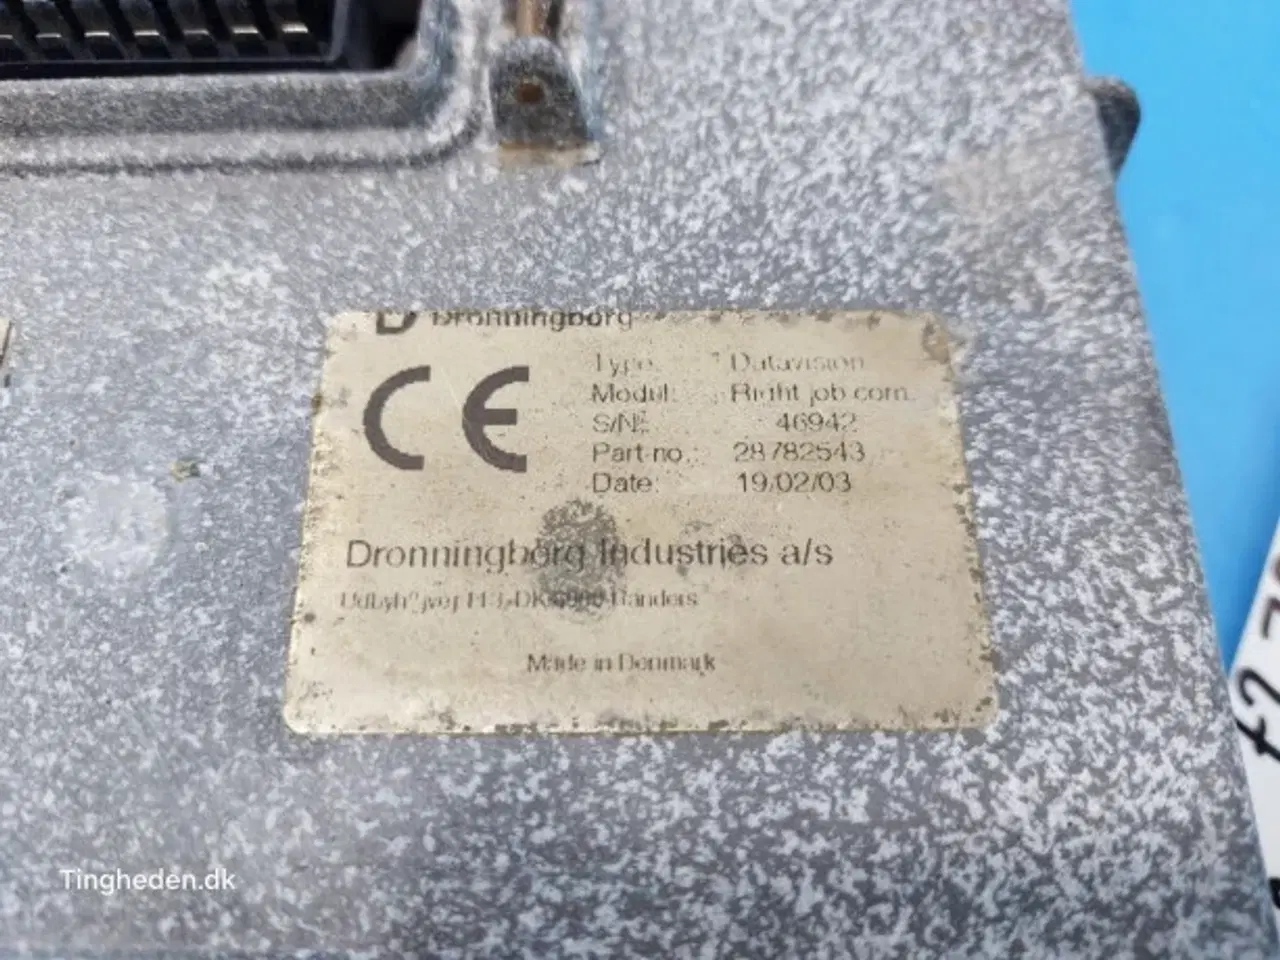 D Dronningborg
CE
Type: Datavision
Modul: Right job com.
S/N: 46942
Part-no.: 28782543
Date: 19/02/03
Dronningborg Industries a/s
Randers
Made in Denmark
Tingheden.dk